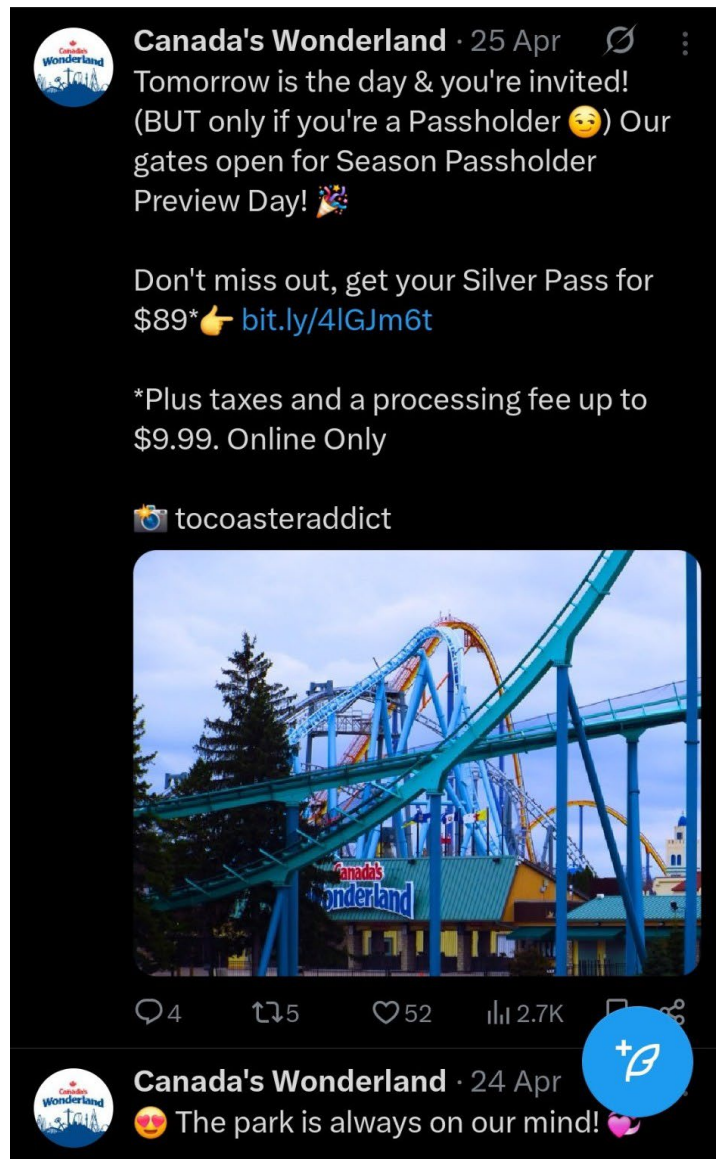 Canada's Wonderland · 25 Apr
Tomorrow is the day & you're invited!
(BUT only if you're a Passholder 😏) Our
gates open for Season Passholder
Preview Day! 🎉
Don't miss out, get your Silver Pass for
$89*👉 bit.ly/4lGJm6t
*Plus taxes and a processing fee up to
$9.99. Online Only
📸 tocoasteraddict
Canada's
Wonderland
4 5 52 2.7K
Canada's Wonderland · 24 Apr
😍 The park is always on our mind! 💞